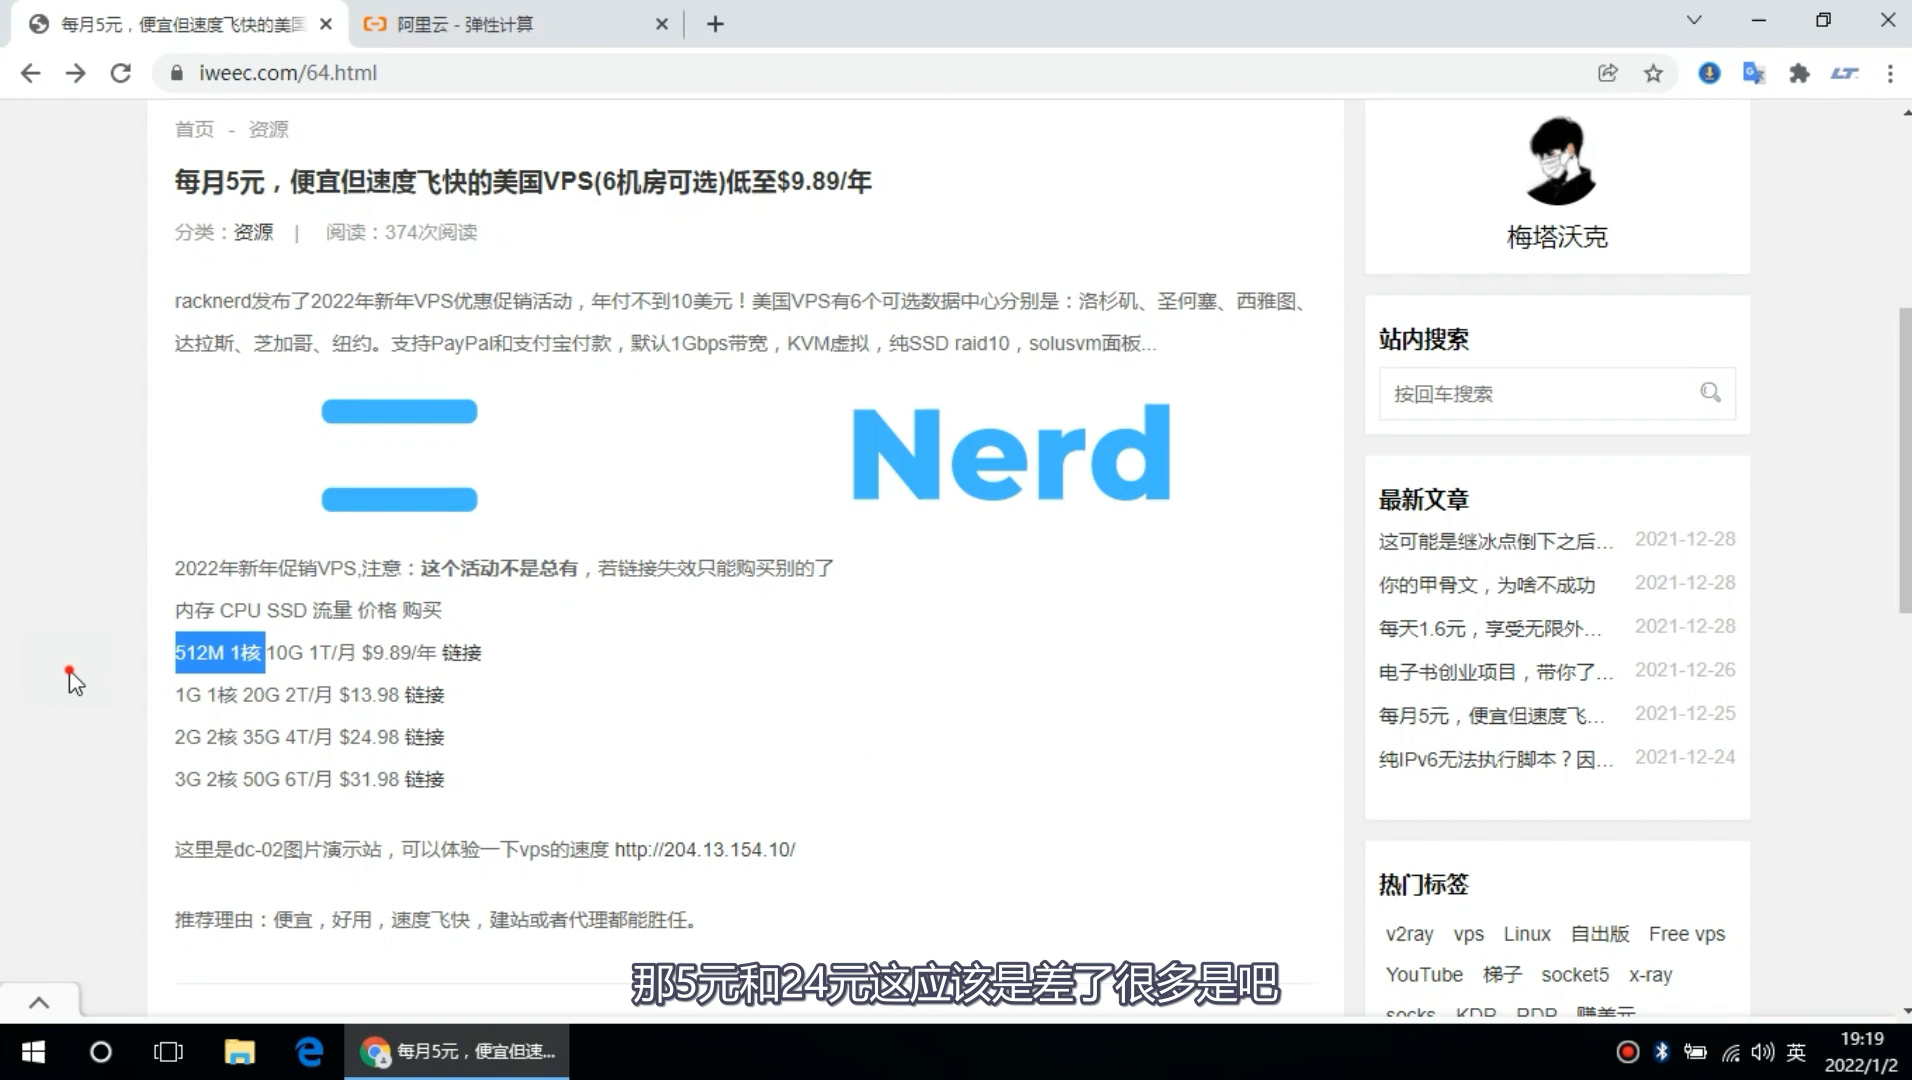 每月5元，便宜但速度飞快的美国
阿里云 - 弹性计算
iweec.com/64.html
首页 - 资源
每月5元，便宜但速度飞快的美国VPS(6机房可选)低至$9.89/年
分类：资源 | 阅读：374次阅读
racknerd发布了2022年新年VPS优惠促销活动，年付不到10美元！美国VPS有6个可选数据中心分别是：洛杉矶、圣何塞、西雅图、
达拉斯、芝加哥、纽约。支持PayPal和支付宝付款，默认1Gbps带宽，KVM虚拟，纯SSD raid10，solusvm面板...
Nerd
2022年新年促销VPS,注意：这个活动不是总有，若链接失效只能购买别的了
内存 CPU SSD 流量 价格 购买
512M 1核 10G 1T/月 $9.89/年 链接
1G 1核 20G 2T/月 $13.98 链接
2G 2核 35G 4T/月 $24.98 链接
3G 2核 50G 6T/月 $31.98 链接
这里是dc-02图片演示站，可以体验一下vps的速度 http://204.13.154.10/
推荐理由：便宜，好用，速度飞快，建站或者代理都能胜任。
梅塔沃克
站内搜索
按回车搜索
最新文章
这可能是继冰点倒下之后... 2021-12-28
你的甲骨文，为啥不成功 2021-12-28
每天1.6元，享受无限外... 2021-12-28
电子书创业项目，带你了... 2021-12-26
每月5元，便宜但速度飞... 2021-12-25
纯IPv6无法执行脚本？因... 2021-12-24
热门标签
v2ray vps Linux 自出版 Free vps
YouTube 梯子 socket5 x-ray
socks KDP RDP 赚美元
那5元和24元这应该是差了很多是吧
每月5元，便宜但速...
英
19:19
2022/1/2